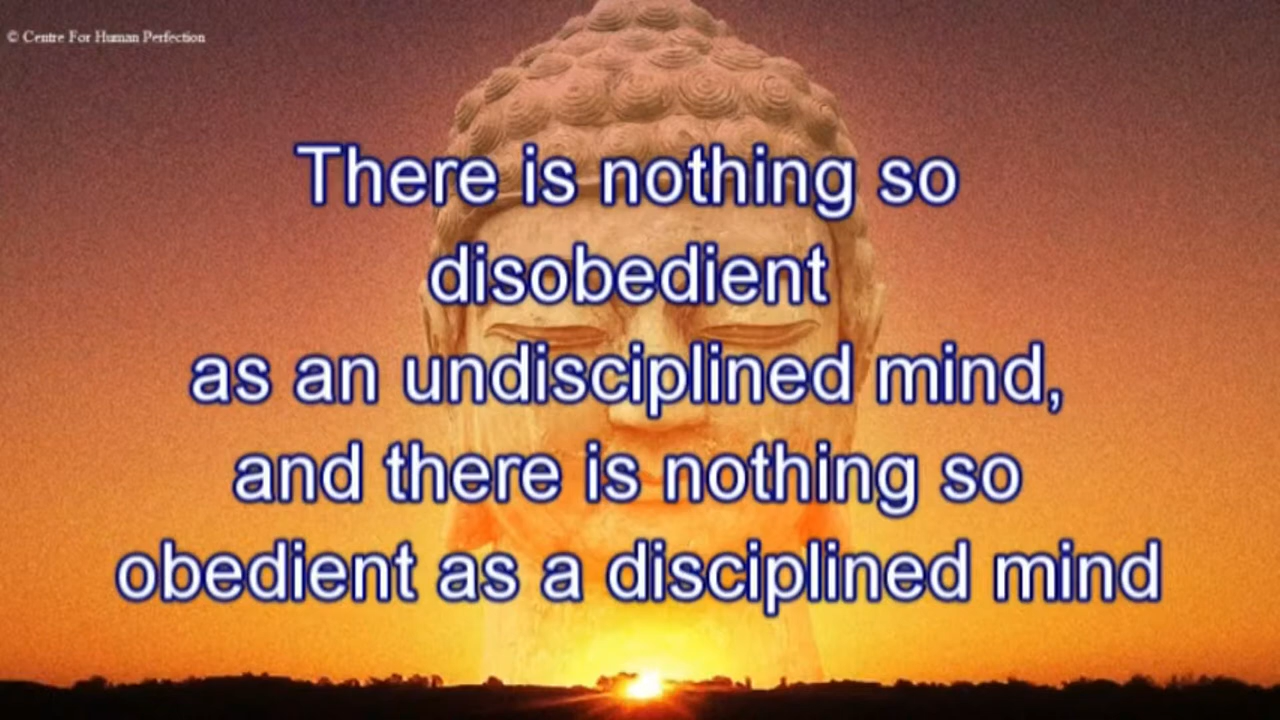 © Centre For Human Perfection
There is nothing so
disobedient
as an undisciplined mind,
and there is nothing so
obedient as a disciplined mind